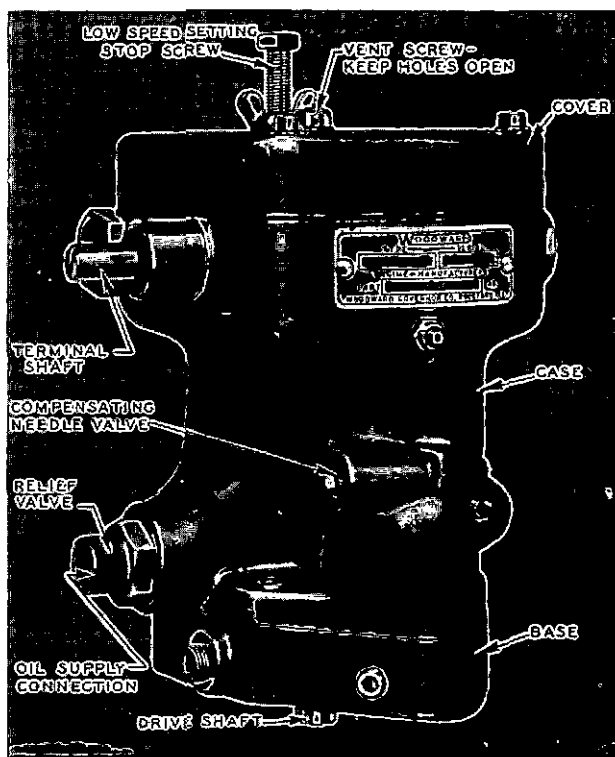 LOW SPEED SETTING
STOP SCREW
VENT SCREW-
KEEP HOLES OPEN
COVER
WOODWARD
TERMINAL
SHAFT
CASE
COMPENSATING
NEEDLE VALVE
RELIEF
VALVE
BASE
OIL SUPPLY
CONNECTION
DRIVE SHAFT